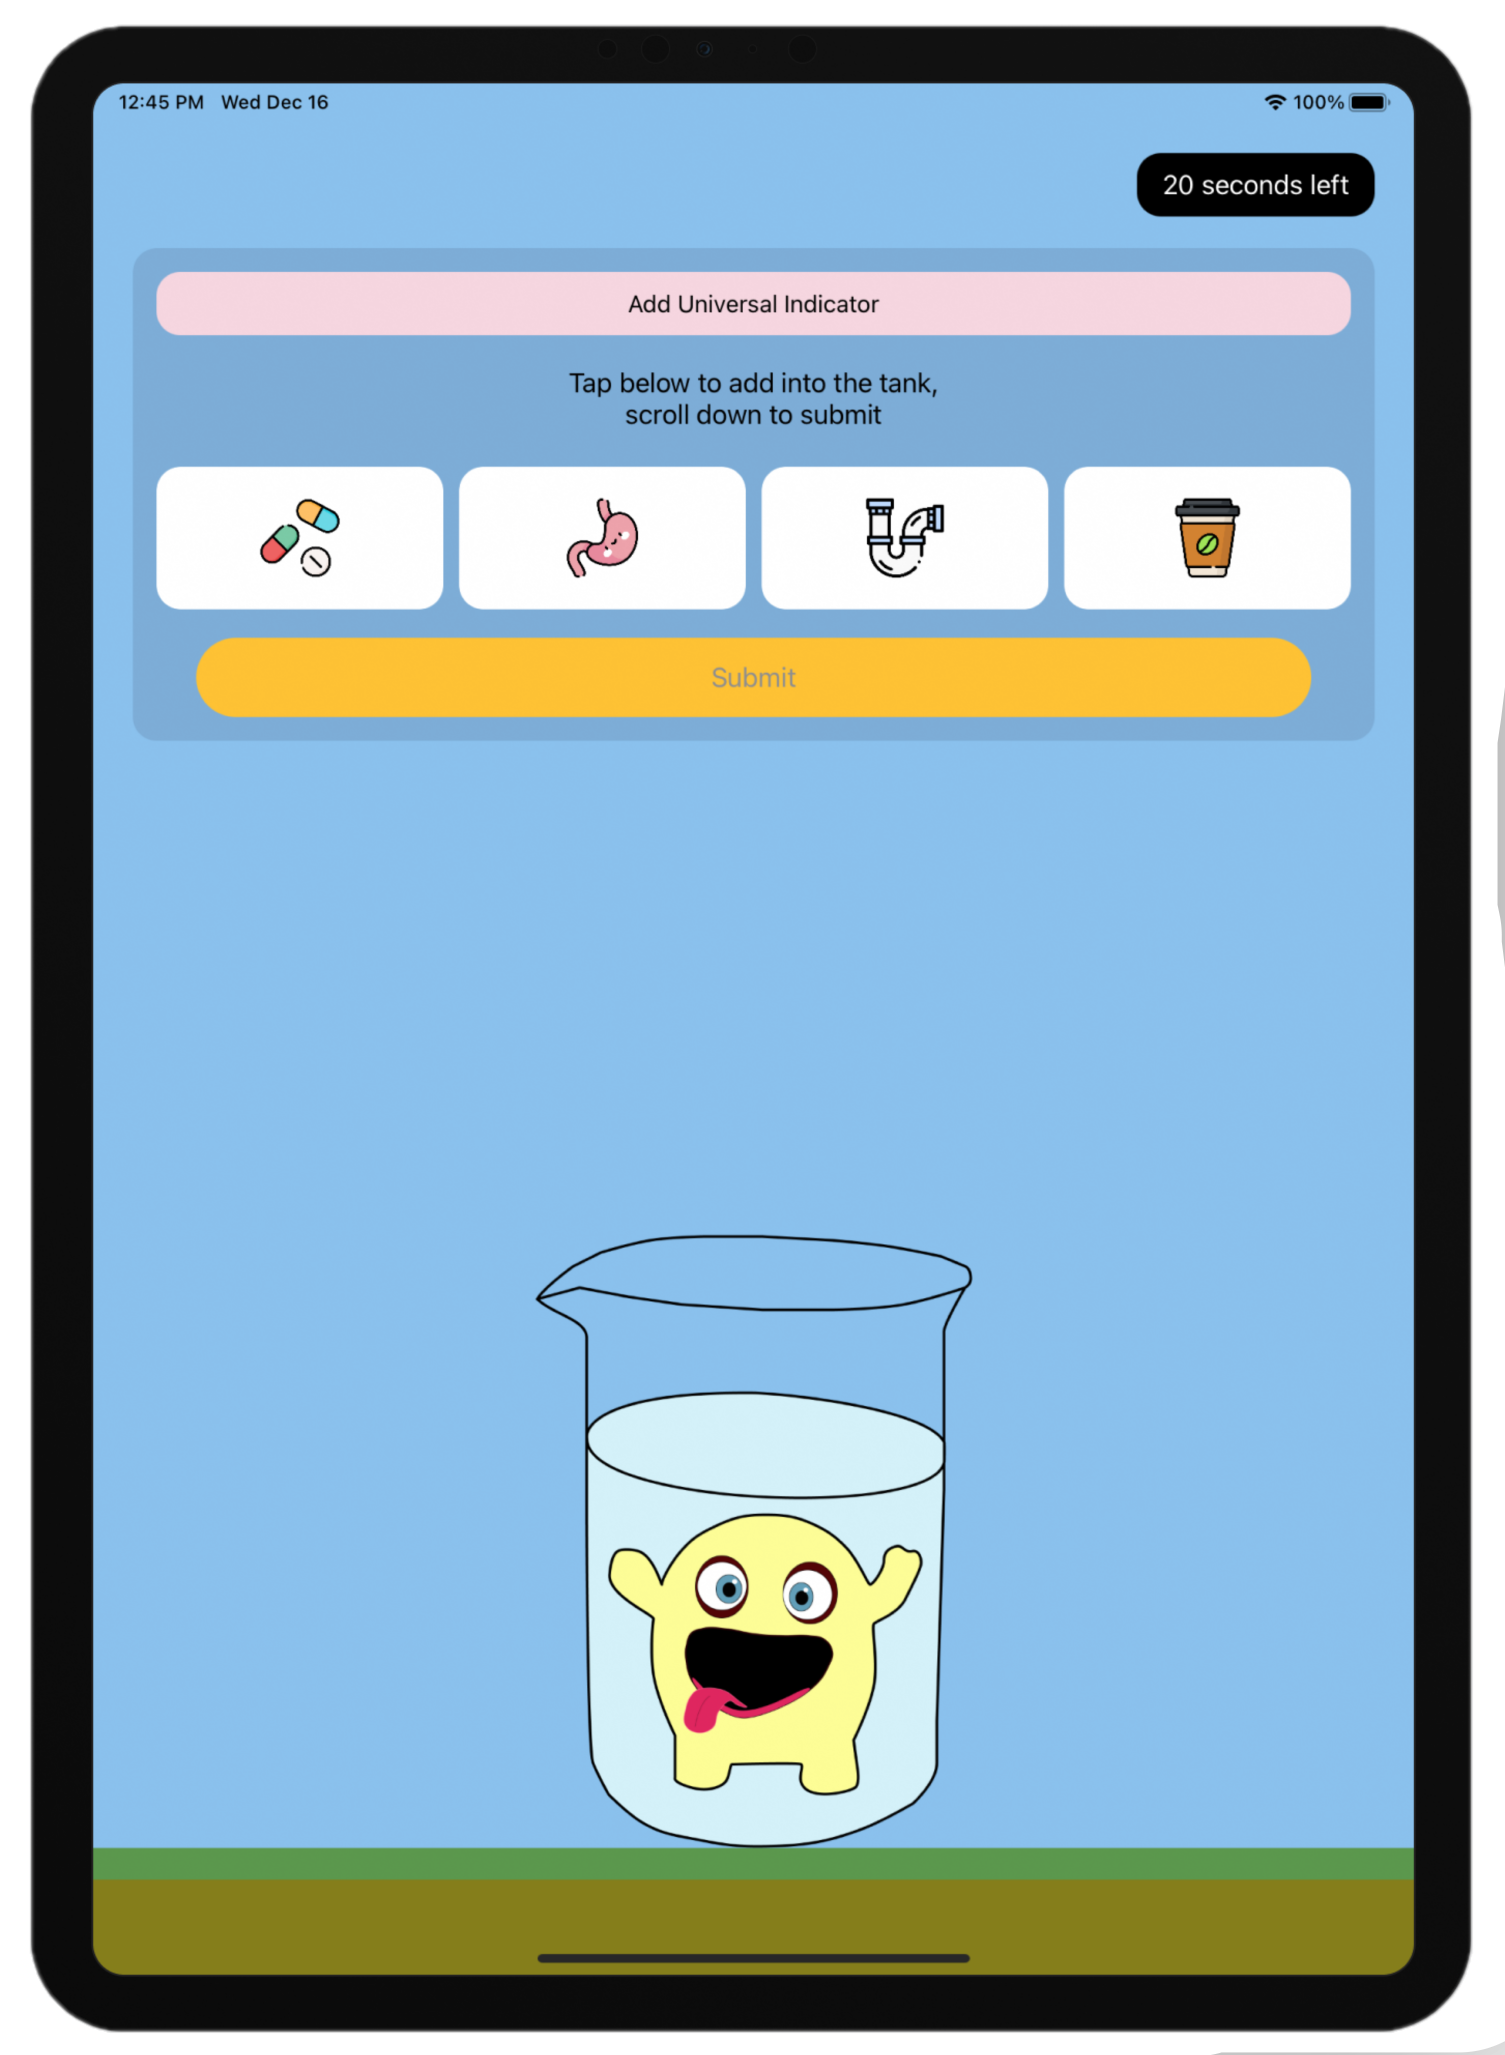 12:45 PM Wed Dec 16
100%
20 seconds left
Add Universal Indicator
Tap below to add into the tank,
scroll down to submit
Submit